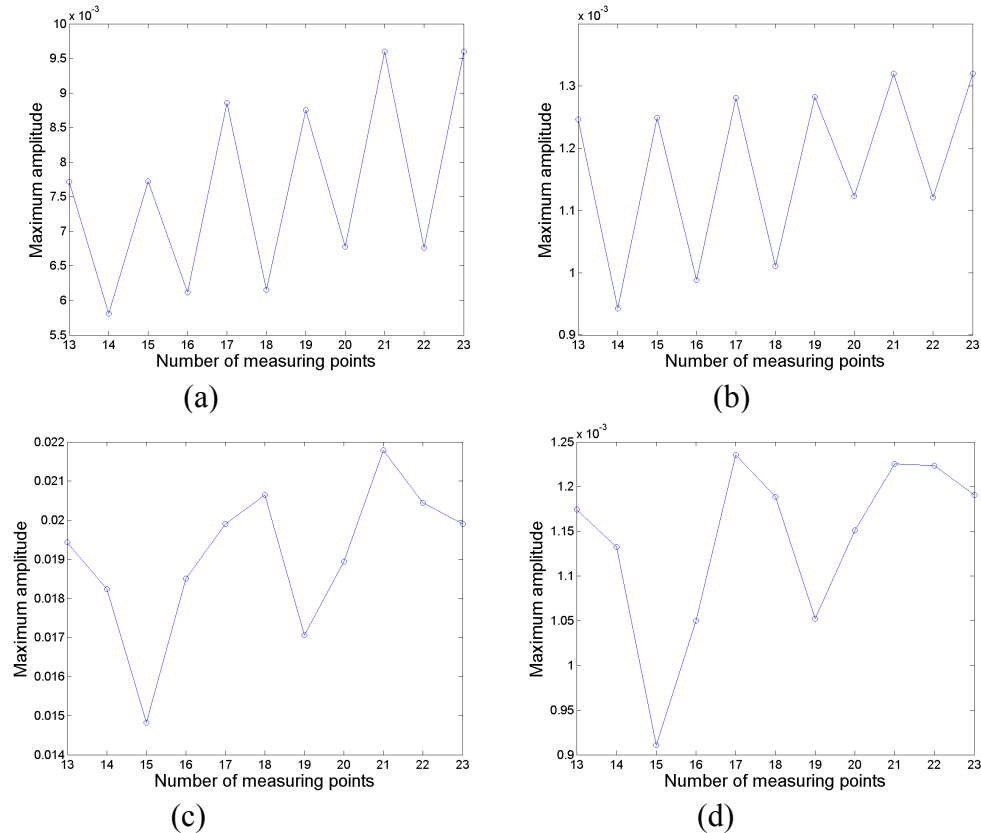 x 10⁻³
10
9.5
9
8.5
8
7.5
7
6.5
6
5.5
Maximum amplitude
13 14 15 16 17 18 19 20 21 22 23
Number of measuring points
(a)
x 10⁻³
1.3
1.2
1.1
1
0.9
Maximum amplitude
13 14 15 16 17 18 19 20 21 22 23
Number of measuring points
(b)
0.022
0.021
0.02
0.019
0.018
0.017
0.016
0.015
0.014
Maximum amplitude
13 14 15 16 17 18 19 20 21 22 23
Number of measuring points
(c)
x 10⁻³
1.25
1.2
1.15
1.1
1.05
1
0.95
0.9
Maximum amplitude
13 14 15 16 17 18 19 20 21 22 23
Number of measuring points
(d)